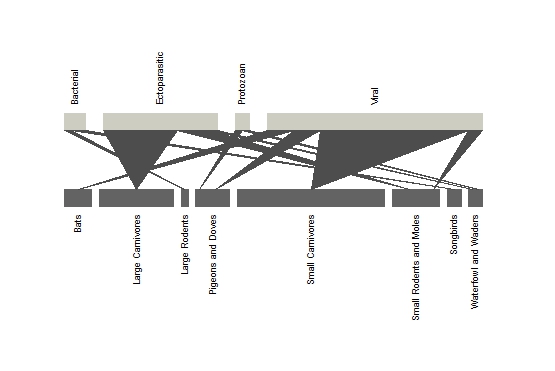 Bats
Bacterial
Large Carnivores
Ectoparasitic
Large Rodents
Pigeons and Doves
Protozoan
Small Carnivores
Viral
Small Rodents and Moles
Songbirds
Waterfowl and Waders